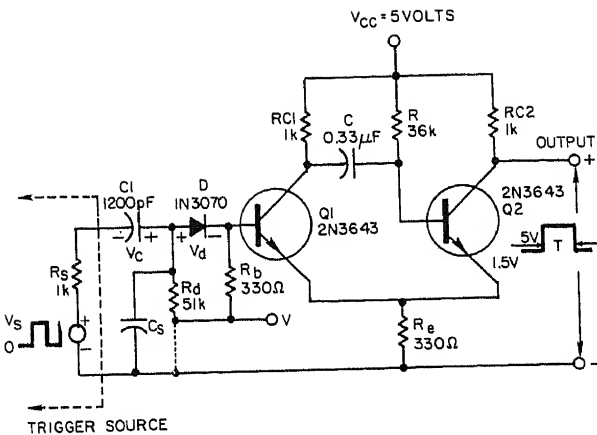 VCC = 5 VOLTS
RC1
1k
C
0.33µF
R
36k
RC2
1k
OUTPUT
+
C1
1200pF
D
1N3070
Q1
2N3643
2N3643
Q2
− +
VC
+ −
Vd
5V
T
1.5V
RS
1k
Rd
51k
Rb
330Ω
CS
V
VS
0
+
−
Re
330Ω
−
TRIGGER SOURCE